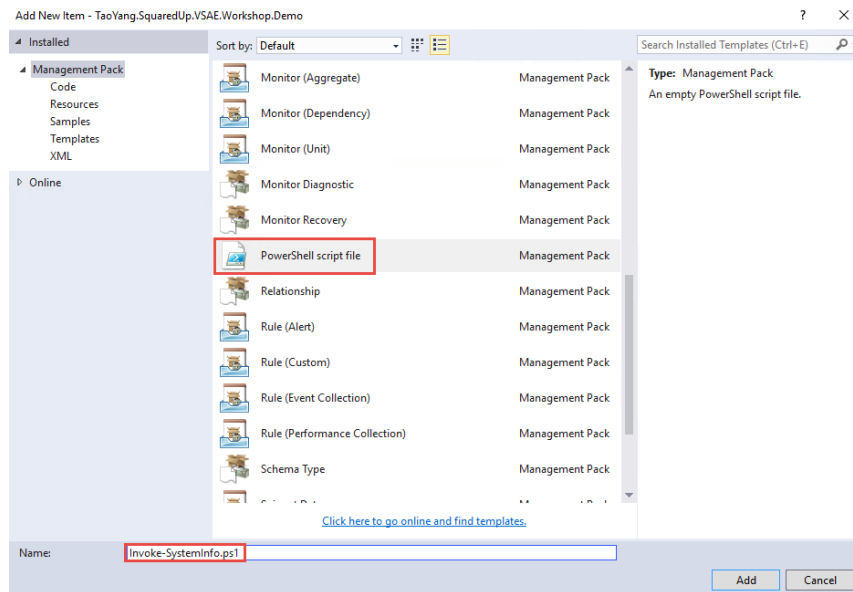 Add New Item - TaoYang.SquaredUp.VSAE.Workshop.Demo ? ×
Installed
Sort by: Default
Search Installed Templates (Ctrl+E)
Management Pack
Code
Resources
Samples
Templates
XML
Online
Monitor (Aggregate) Management Pack
Monitor (Dependency) Management Pack
Monitor (Unit) Management Pack
Monitor Diagnostic Management Pack
Monitor Recovery Management Pack
PowerShell script file Management Pack
Relationship Management Pack
Rule (Alert) Management Pack
Rule (Custom) Management Pack
Rule (Event Collection) Management Pack
Rule (Performance Collection) Management Pack
Schema Type Management Pack
Type: Management Pack
An empty PowerShell script file.
Click here to go online and find templates.
Name: Invoke-SystemInfo.ps1
Add Cancel